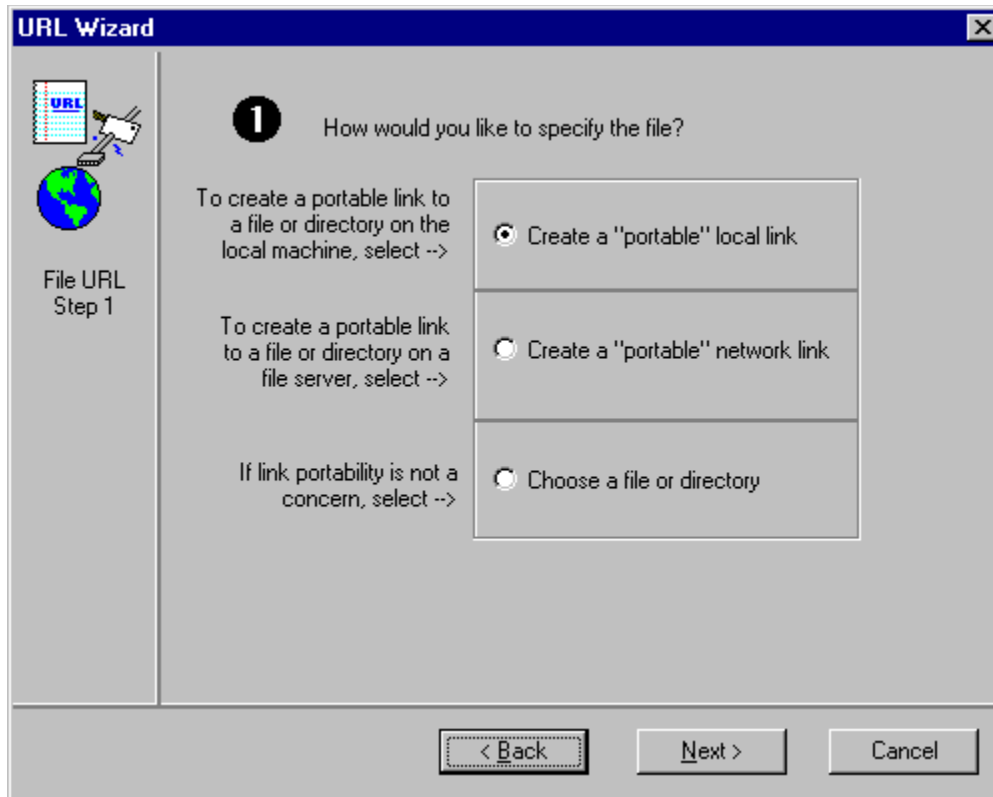 URL Wizard
URL
File URL
Step 1
1
How would you like to specify the file?
To create a portable link to
a file or directory on the
local machine, select -->
Create a "portable" local link
To create a portable link
to a file or directory on a
file server, select -->
Create a "portable" network link
If link portability is not a
concern, select -->
Choose a file or directory
< Back
Next >
Cancel